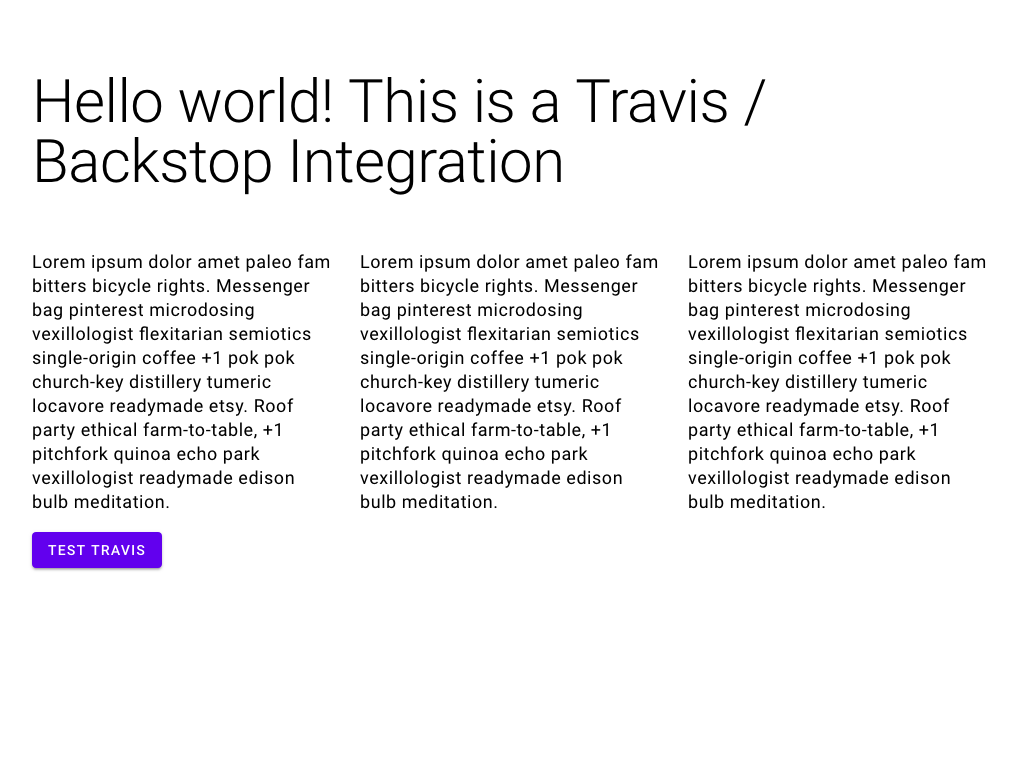 Hello world! This is a Travis /
Backstop Integration
Lorem ipsum dolor amet paleo fam
bitters bicycle rights. Messenger
bag pinterest microdosing
vexillologist flexitarian semiotics
single-origin coffee +1 pok pok
church-key distillery tumeric
locavore readymade etsy. Roof
party ethical farm-to-table, +1
pitchfork quinoa echo park
vexillologist readymade edison
bulb meditation.
Lorem ipsum dolor amet paleo fam
bitters bicycle rights. Messenger
bag pinterest microdosing
vexillologist flexitarian semiotics
single-origin coffee +1 pok pok
church-key distillery tumeric
locavore readymade etsy. Roof
party ethical farm-to-table, +1
pitchfork quinoa echo park
vexillologist readymade edison
bulb meditation.
Lorem ipsum dolor amet paleo fam
bitters bicycle rights. Messenger
bag pinterest microdosing
vexillologist flexitarian semiotics
single-origin coffee +1 pok pok
church-key distillery tumeric
locavore readymade etsy. Roof
party ethical farm-to-table, +1
pitchfork quinoa echo park
vexillologist readymade edison
bulb meditation.
TEST TRAVIS